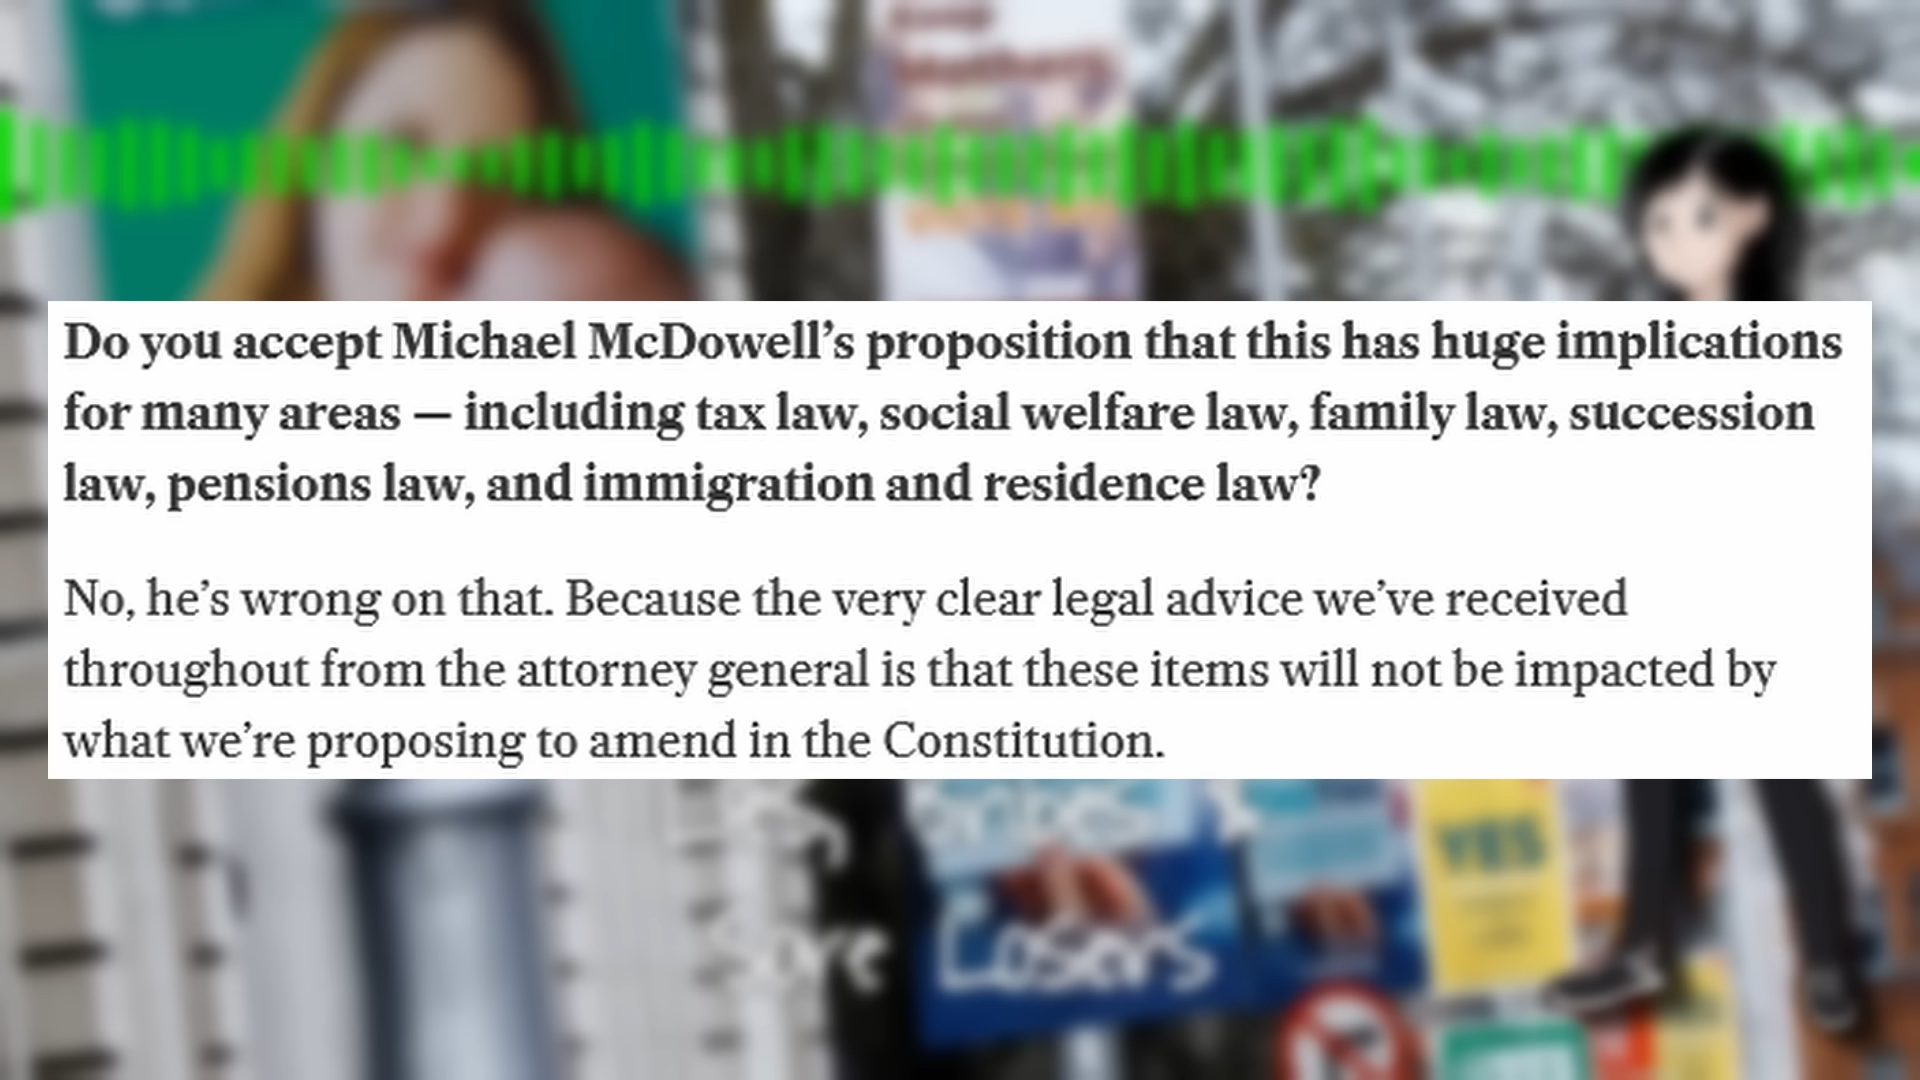 Do you accept Michael McDowell’s proposition that this has huge implications
for many areas — including tax law, social welfare law, family law, succession
law, pensions law, and immigration and residence law?
No, he’s wrong on that. Because the very clear legal advice we’ve received
throughout from the attorney general is that these items will not be impacted by
what we’re proposing to amend in the Constitution.
YES
Sore Losers